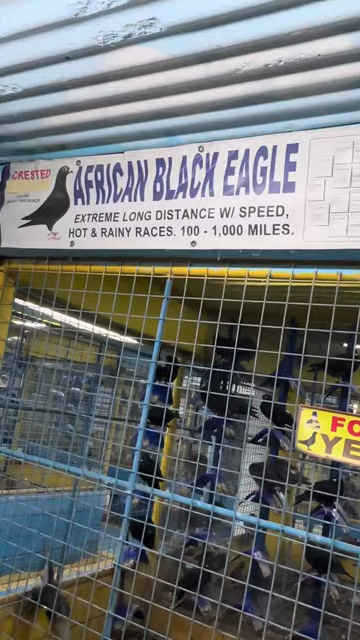 CRESTED
AFRICAN BLACK EAGLE
EXTREME LONG DISTANCE W/ SPEED,
HOT & RAINY RACES. 100 - 1,000 MILES.
FO
YE